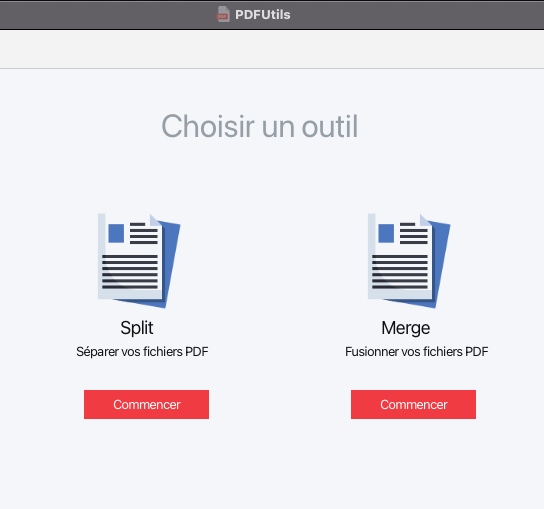 PDFUtils
Choisir un outil
Split
Séparer vos fichiers PDF
Commencer
Merge
Fusionner vos fichiers PDF
Commencer